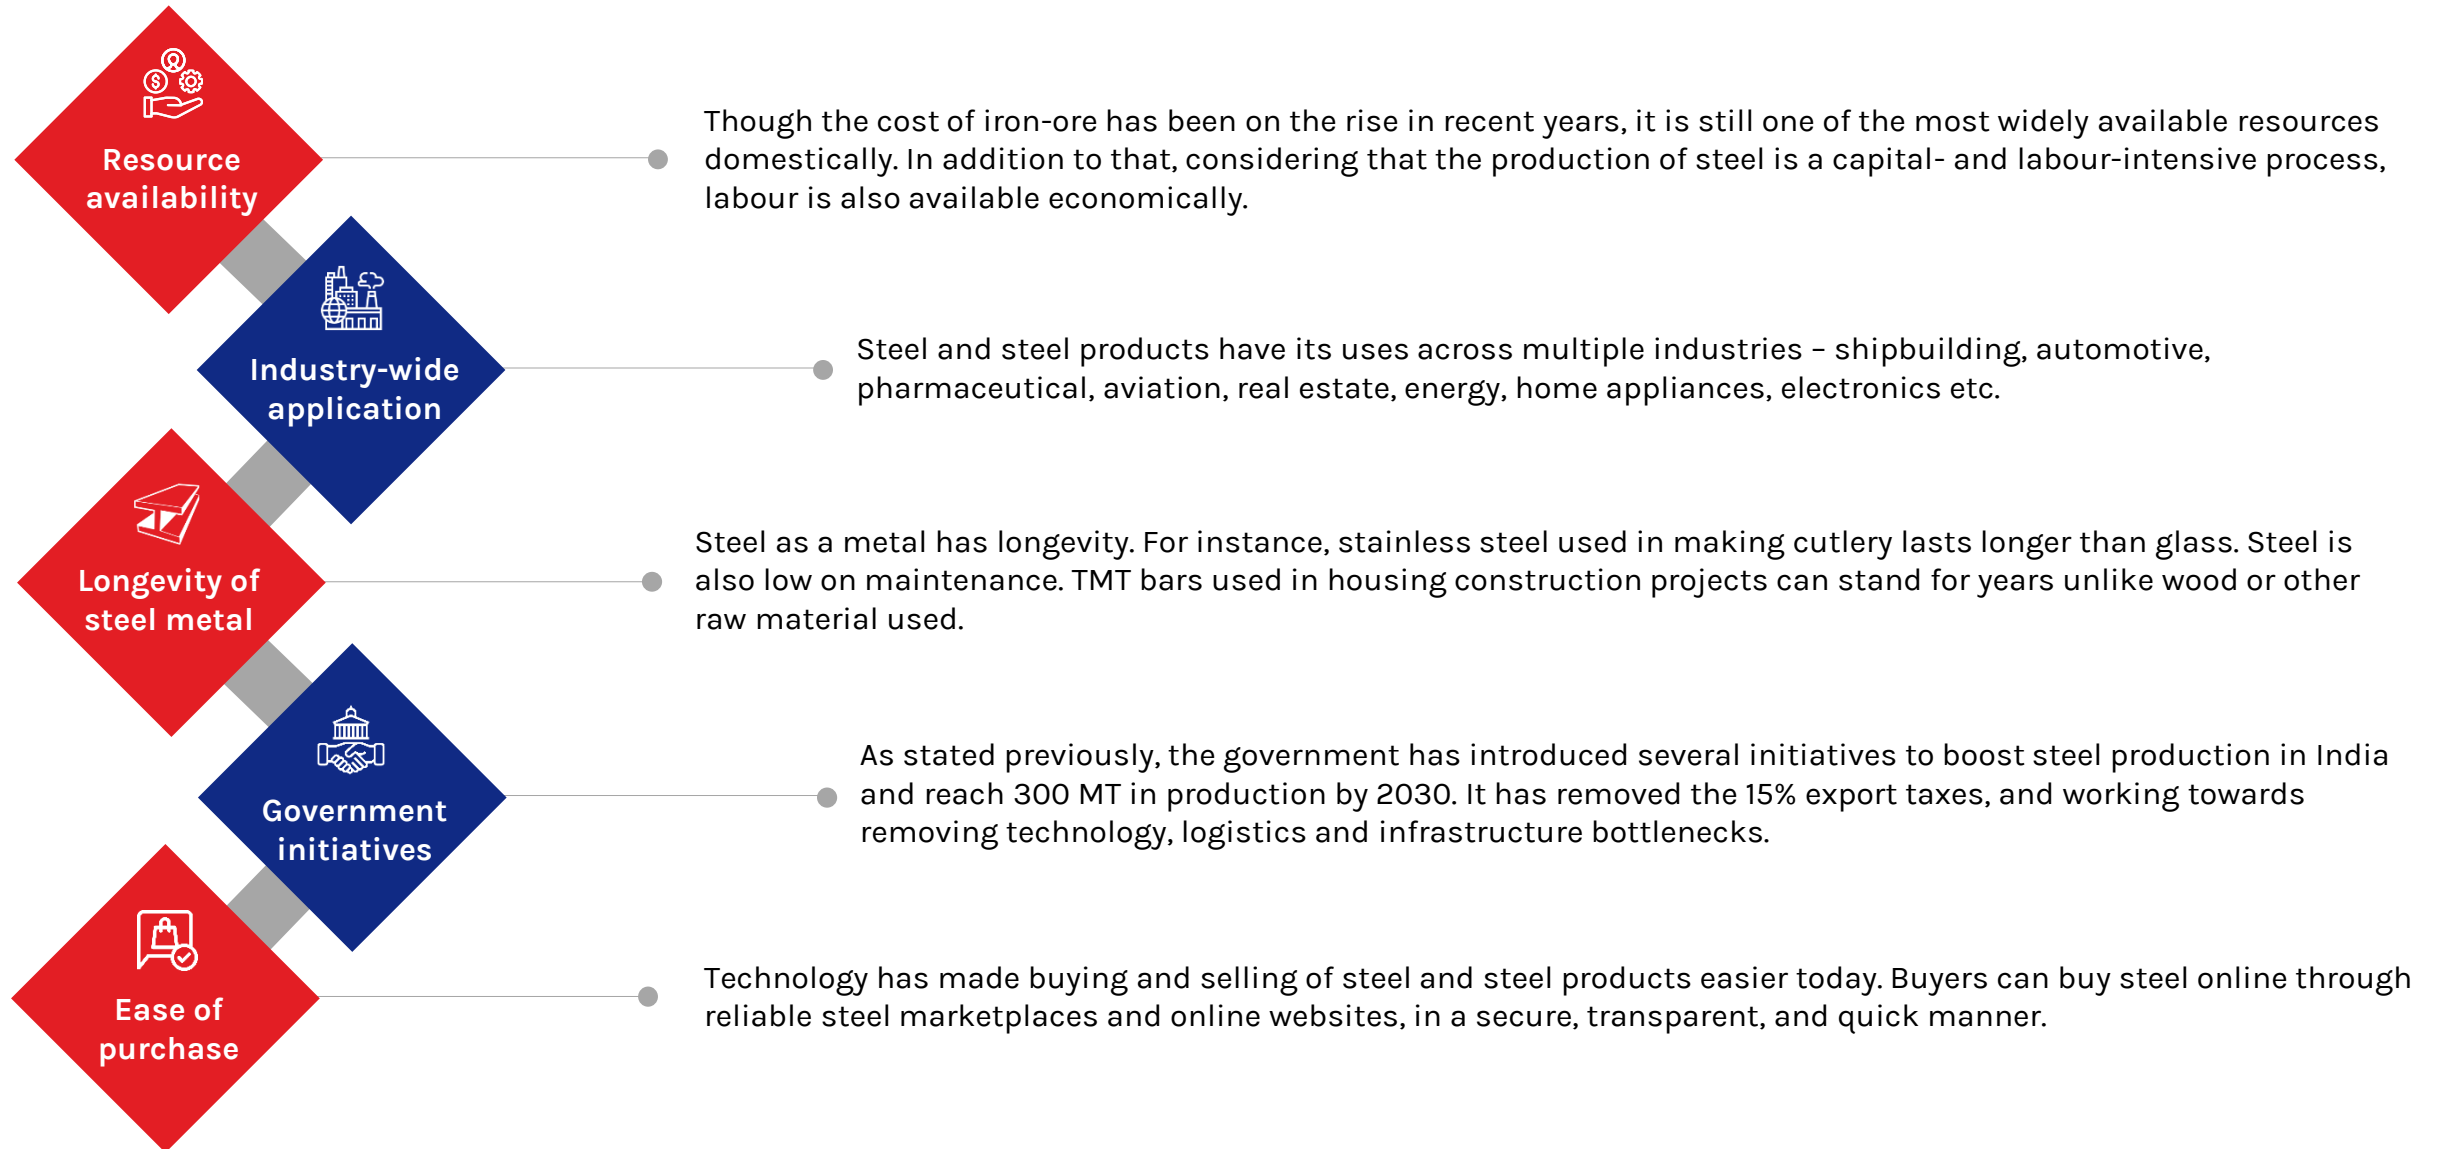 Resource
availability
Though the cost of iron-ore has been on the rise in recent years, it is still one of the most widely available resources
domestically. In addition to that, considering that the production of steel is a capital- and labour-intensive process,
labour is also available economically.
Industry-wide
application
Steel and steel products have its uses across multiple industries – shipbuilding, automotive,
pharmaceutical, aviation, real estate, energy, home appliances, electronics etc.
Longevity of
steel metal
Steel as a metal has longevity. For instance, stainless steel used in making cutlery lasts longer than glass. Steel is
also low on maintenance. TMT bars used in housing construction projects can stand for years unlike wood or other
raw material used.
Government
initiatives
As stated previously, the government has introduced several initiatives to boost steel production in India
and reach 300 MT in production by 2030. It has removed the 15% export taxes, and working towards
removing technology, logistics and infrastructure bottlenecks.
Ease of
purchase
Technology has made buying and selling of steel and steel products easier today. Buyers can buy steel online through
reliable steel marketplaces and online websites, in a secure, transparent, and quick manner.